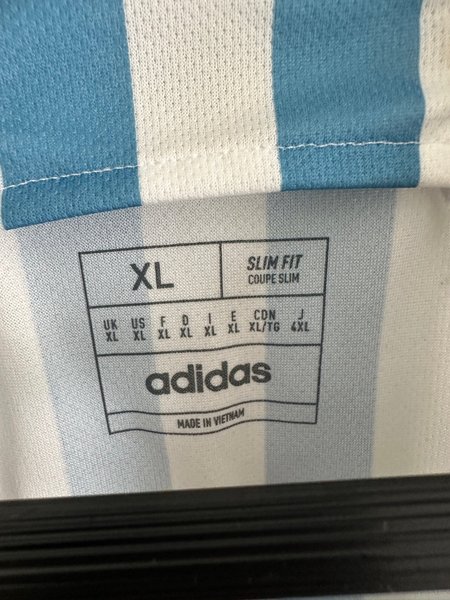 XL
SLIM FIT
COUPE SLIM
UK US F D I E CDN J
XL XL XL XL XL XL XL/TG 4XL
adidas
MADE IN VIETNAM